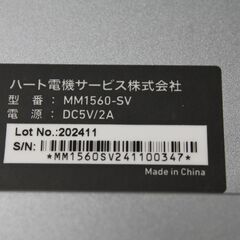 ハート電機サービス株式会社
型 番 : MM1560-SV
電 源 : DC5V/2A
Lot No.:202411
S/N:
*MM1560SV241100347*
Made in China